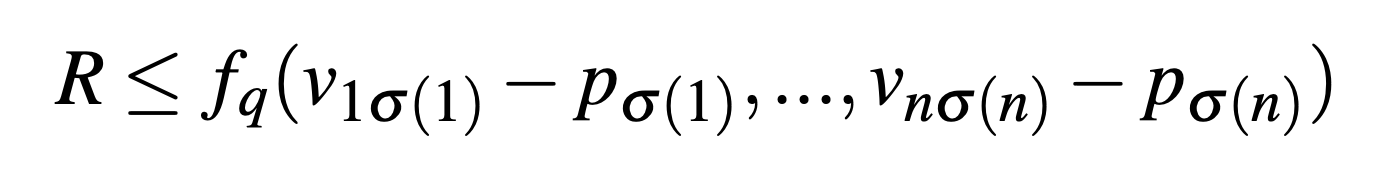 R ≤ f_q(v_{1σ(1)} − p_{σ(1)},…, v_{nσ(n)} − p_{σ(n)})